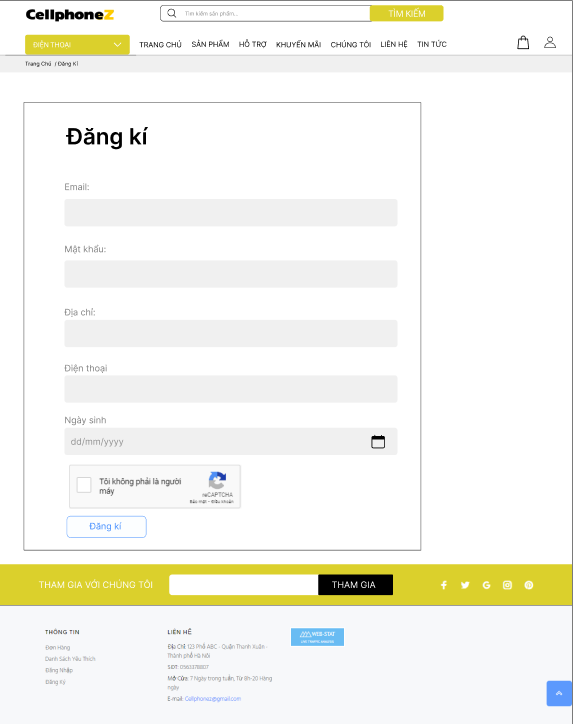 CellphoneZ
Tìm kiếm sản phẩm...
TÌM KIẾM
ĐIỆN THOẠI
TRANG CHỦ
SẢN PHẨM
HỖ TRỢ
KHUYẾN MÃI
CHÚNG TÔI
LIÊN HỆ
TIN TỨC
Trang Chủ / Đăng Kí
Đăng kí
Email:
Mật khẩu:
Địa chỉ:
Điện thoại
Ngày sinh
dd/mm/yyyy
Tôi không phải là người
máy
reCAPTCHA
Bảo mật - Điều khoản
Đăng kí
THAM GIA VỚI CHÚNG TÔI
THAM GIA
THÔNG TIN
Đơn Hàng
Danh Sách Yêu Thích
Đăng Nhập
Đăng Ký
LIÊN HỆ
Địa Chỉ: 123 Phố ABC - Quận Thanh Xuân -
Thành phố Hà Nội
SĐT: 0563378807
Mở Cửa: 7 Ngày trong tuần, Từ 8h-20 Hàng
ngày
E-mail: Cellphonez@gmail.com
WEB-STAT